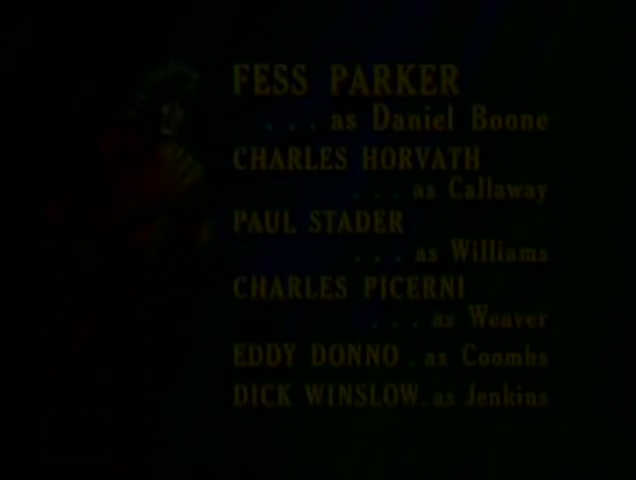 FESS PARKER
. . . as Daniel Boone
CHARLES HORVATH
. . . as Callaway
PAUL STADER
. . . as Williams
CHARLES PICERNI
. . . as Weaver
EDDY DONNO . as Coombs
DICK WINSLOW. as Jenkins